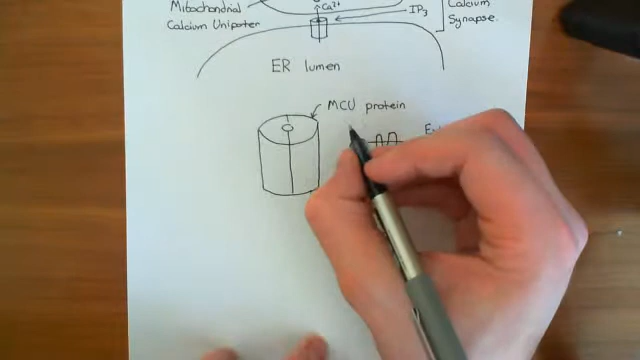 Mitochondrial
Calcium Uniporter
Ca²⁺
IP₃
Calcium
Synapse.
ER lumen
MCU protein